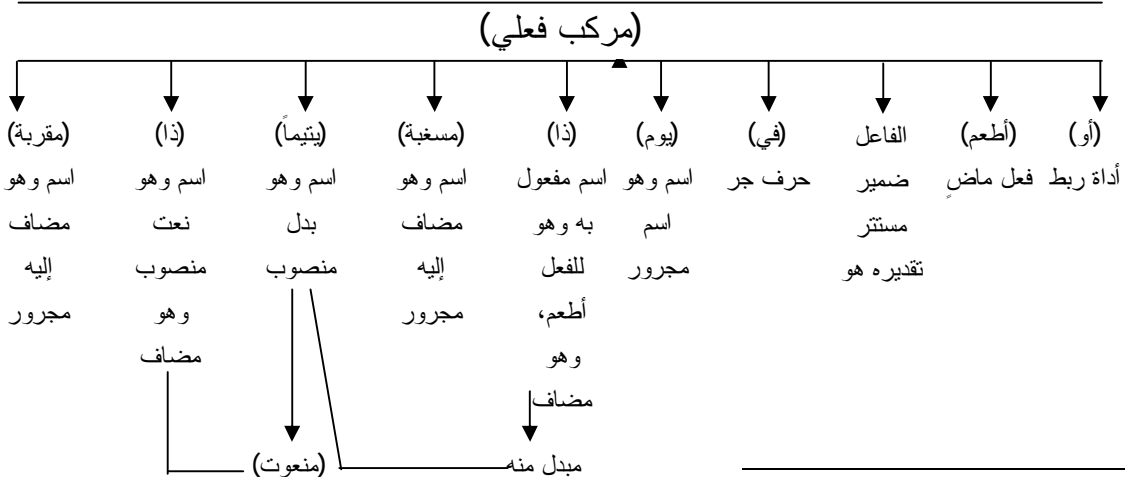 (مركب فعلي)
(أو)
أداة ربط
(أطعم)
فعل ماضٍ
الفاعل
ضمير
مستتر
تقديره هو
(في)
حرف جر
(يوم)
اسم وهو
اسم
مجرور
(ذا)
اسم مفعول
به وهو
للفعل
أطعم،
وهو
مضاف
(مسغبة)
اسم وهو
مضاف
إليه
مجرور
(يتيماً)
اسم وهو
بدل
منصوب
(ذا)
اسم وهو
نعت
منصوب
وهو
مضاف
(مقربة)
اسم وهو
مضاف
إليه
مجرور
مبدل منه
(منعوت)